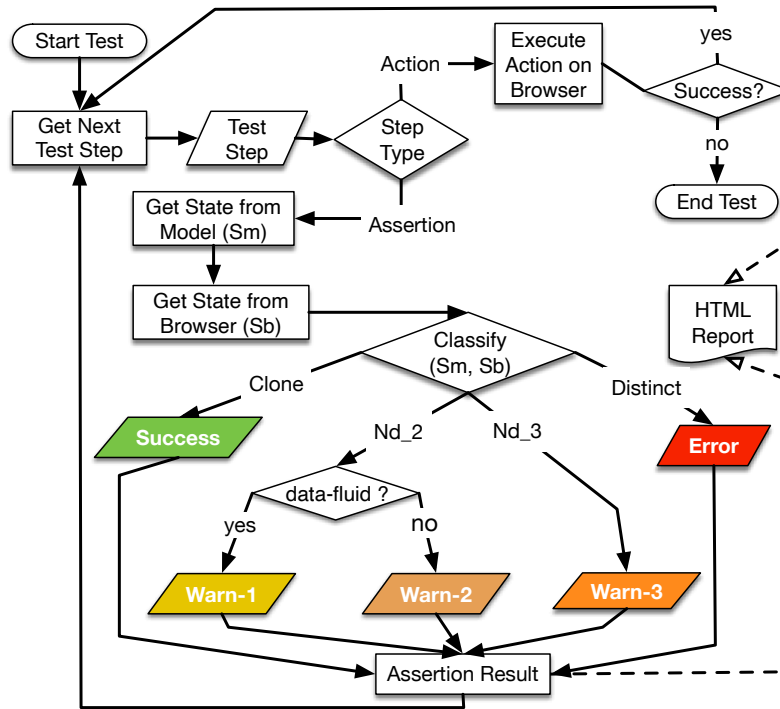 Start Test
Get Next
Test Step
Test
Step
Step
Type
Action
Execute
Action on
Browser
yes
Success?
no
End Test
Assertion
Get State from
Model (Sm)
Get State from
Browser (Sb)
HTML
Report
Classify
(Sm, Sb)
Clone
Distinct
Nd_2
Nd_3
Success
Error
data-fluid ?
yes
no
Warn-1
Warn-2
Warn-3
Assertion Result